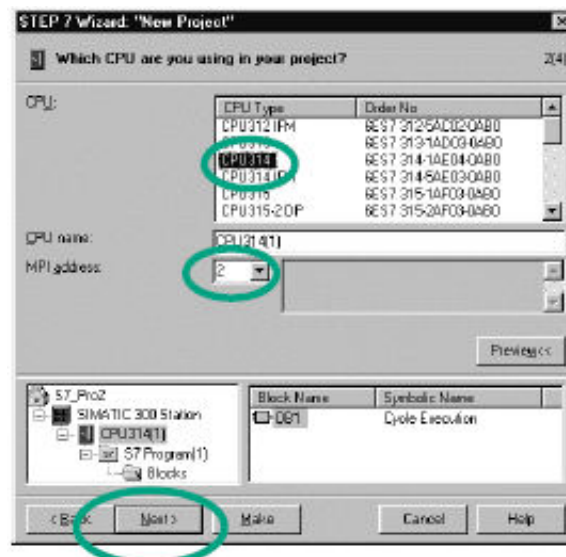 STEP 7 Wizard: "New Project"
Which CPU are you using in your project? 2(4)
CPU:
CPU Type Order No
CPU312 IFM 6ES7 312-5AC02-0AB0
CPU313 6ES7 313-1AD03-0AB0
CPU314 6ES7 314-1AE04-0AB0
CPU314 IFM 6ES7 314-5AE03-0AB0
CPU315 6ES7 315-1AF03-0AB0
CPU315-2 DP 6ES7 315-2AF03-0AB0
CPU name: CPU314(1)
MPI address: 2
Preview<<
S7_Pro2
SIMATIC 300 Station
CPU314(1)
S7 Program(1)
Blocks
Block Name Symbolic Name
OB1 Cycle Execution
< Back Next > Make Cancel Help